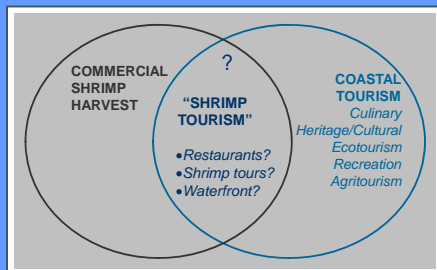 COMMERCIAL
SHRIMP
HARVEST
?
“SHRIMP
TOURISM”
•Restaurants?
•Shrimp tours?
•Waterfront?
COASTAL
TOURISM
Culinary
Heritage/Cultural
Ecotourism
Recreation
Agritourism